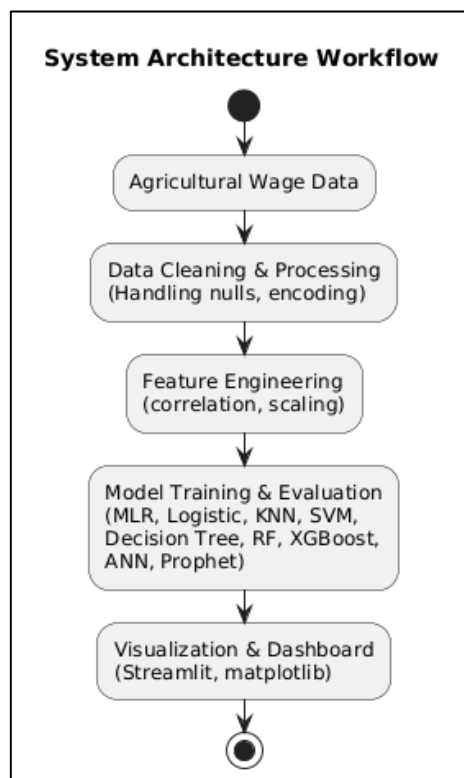 System Architecture Workflow
Agricultural Wage Data
Data Cleaning & Processing
(Handling nulls, encoding)
Feature Engineering
(correlation, scaling)
Model Training & Evaluation
(MLR, Logistic, KNN, SVM,
Decision Tree, RF, XGBoost,
ANN, Prophet)
Visualization & Dashboard
(Streamlit, matplotlib)